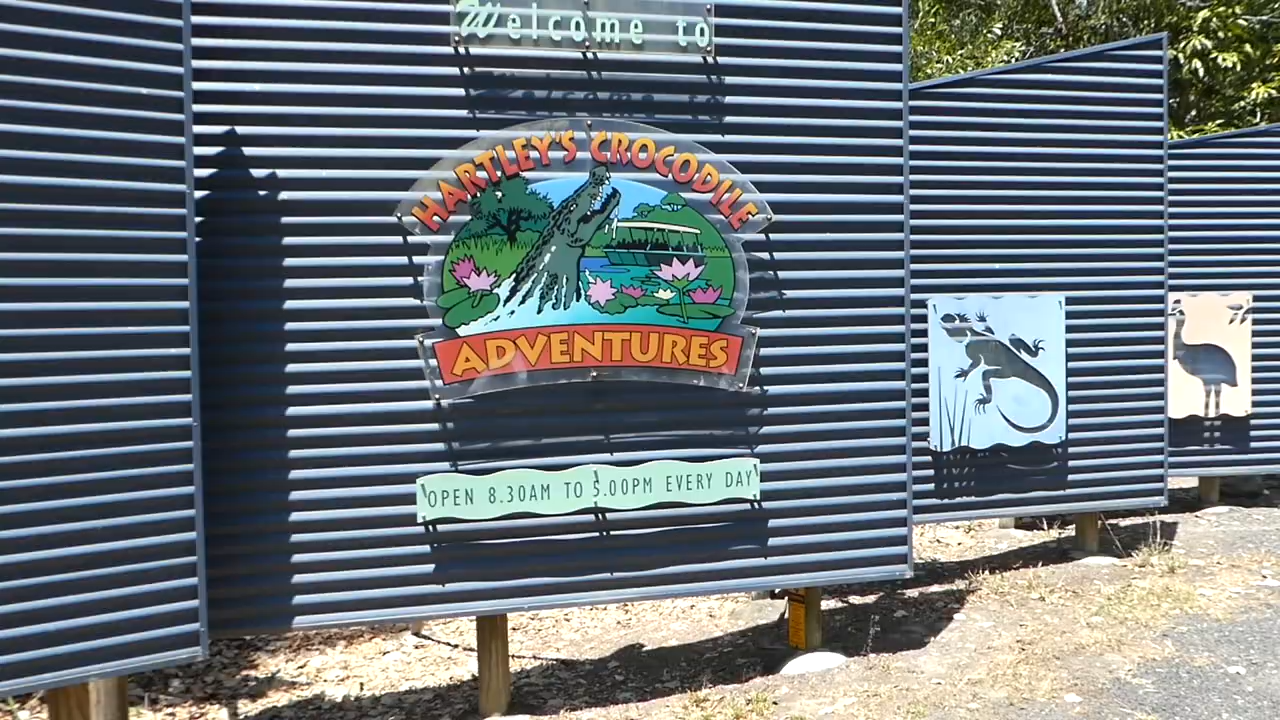 Welcome to
HARTLEY'S CROCODILE
ADVENTURES
OPEN 8.30AM TO 5.00PM EVERY DAY